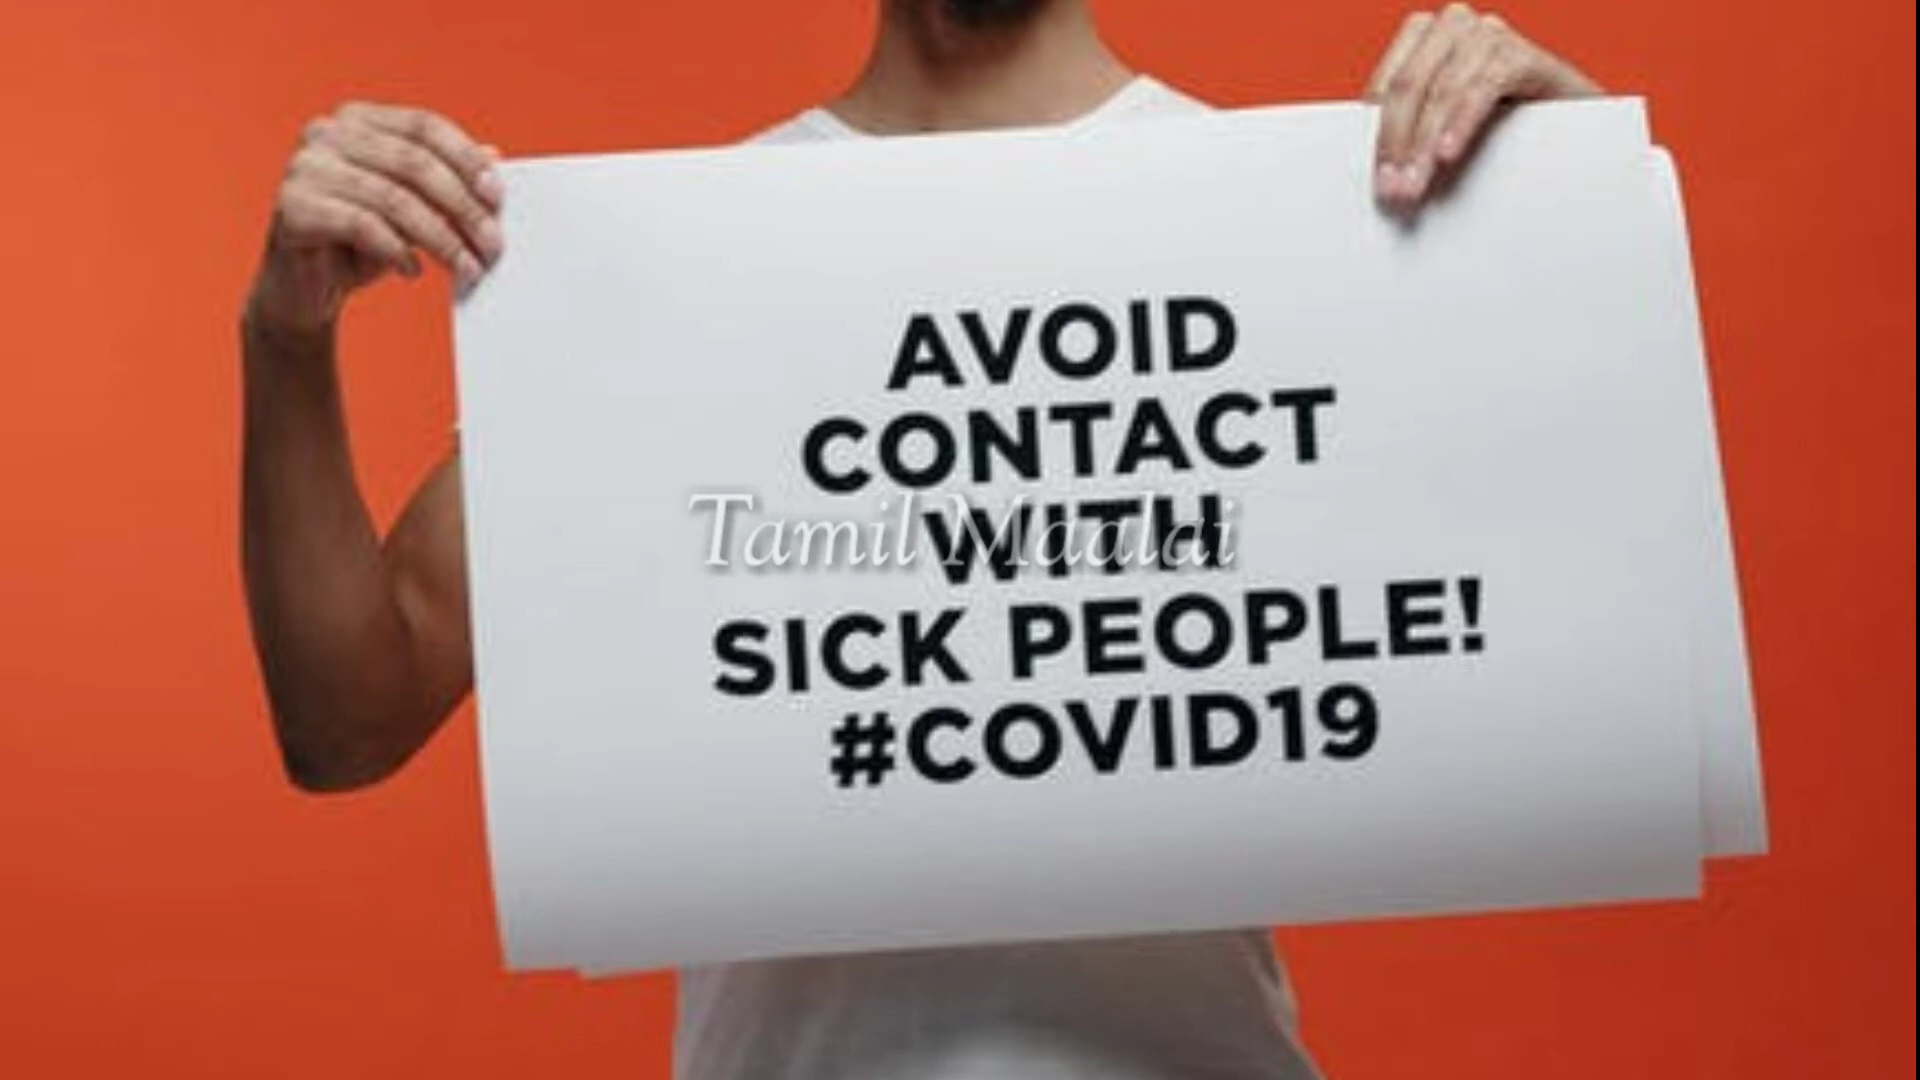 AVOID
CONTACT
WITH
Tamil Maalai
SICK PEOPLE!
#COVID19